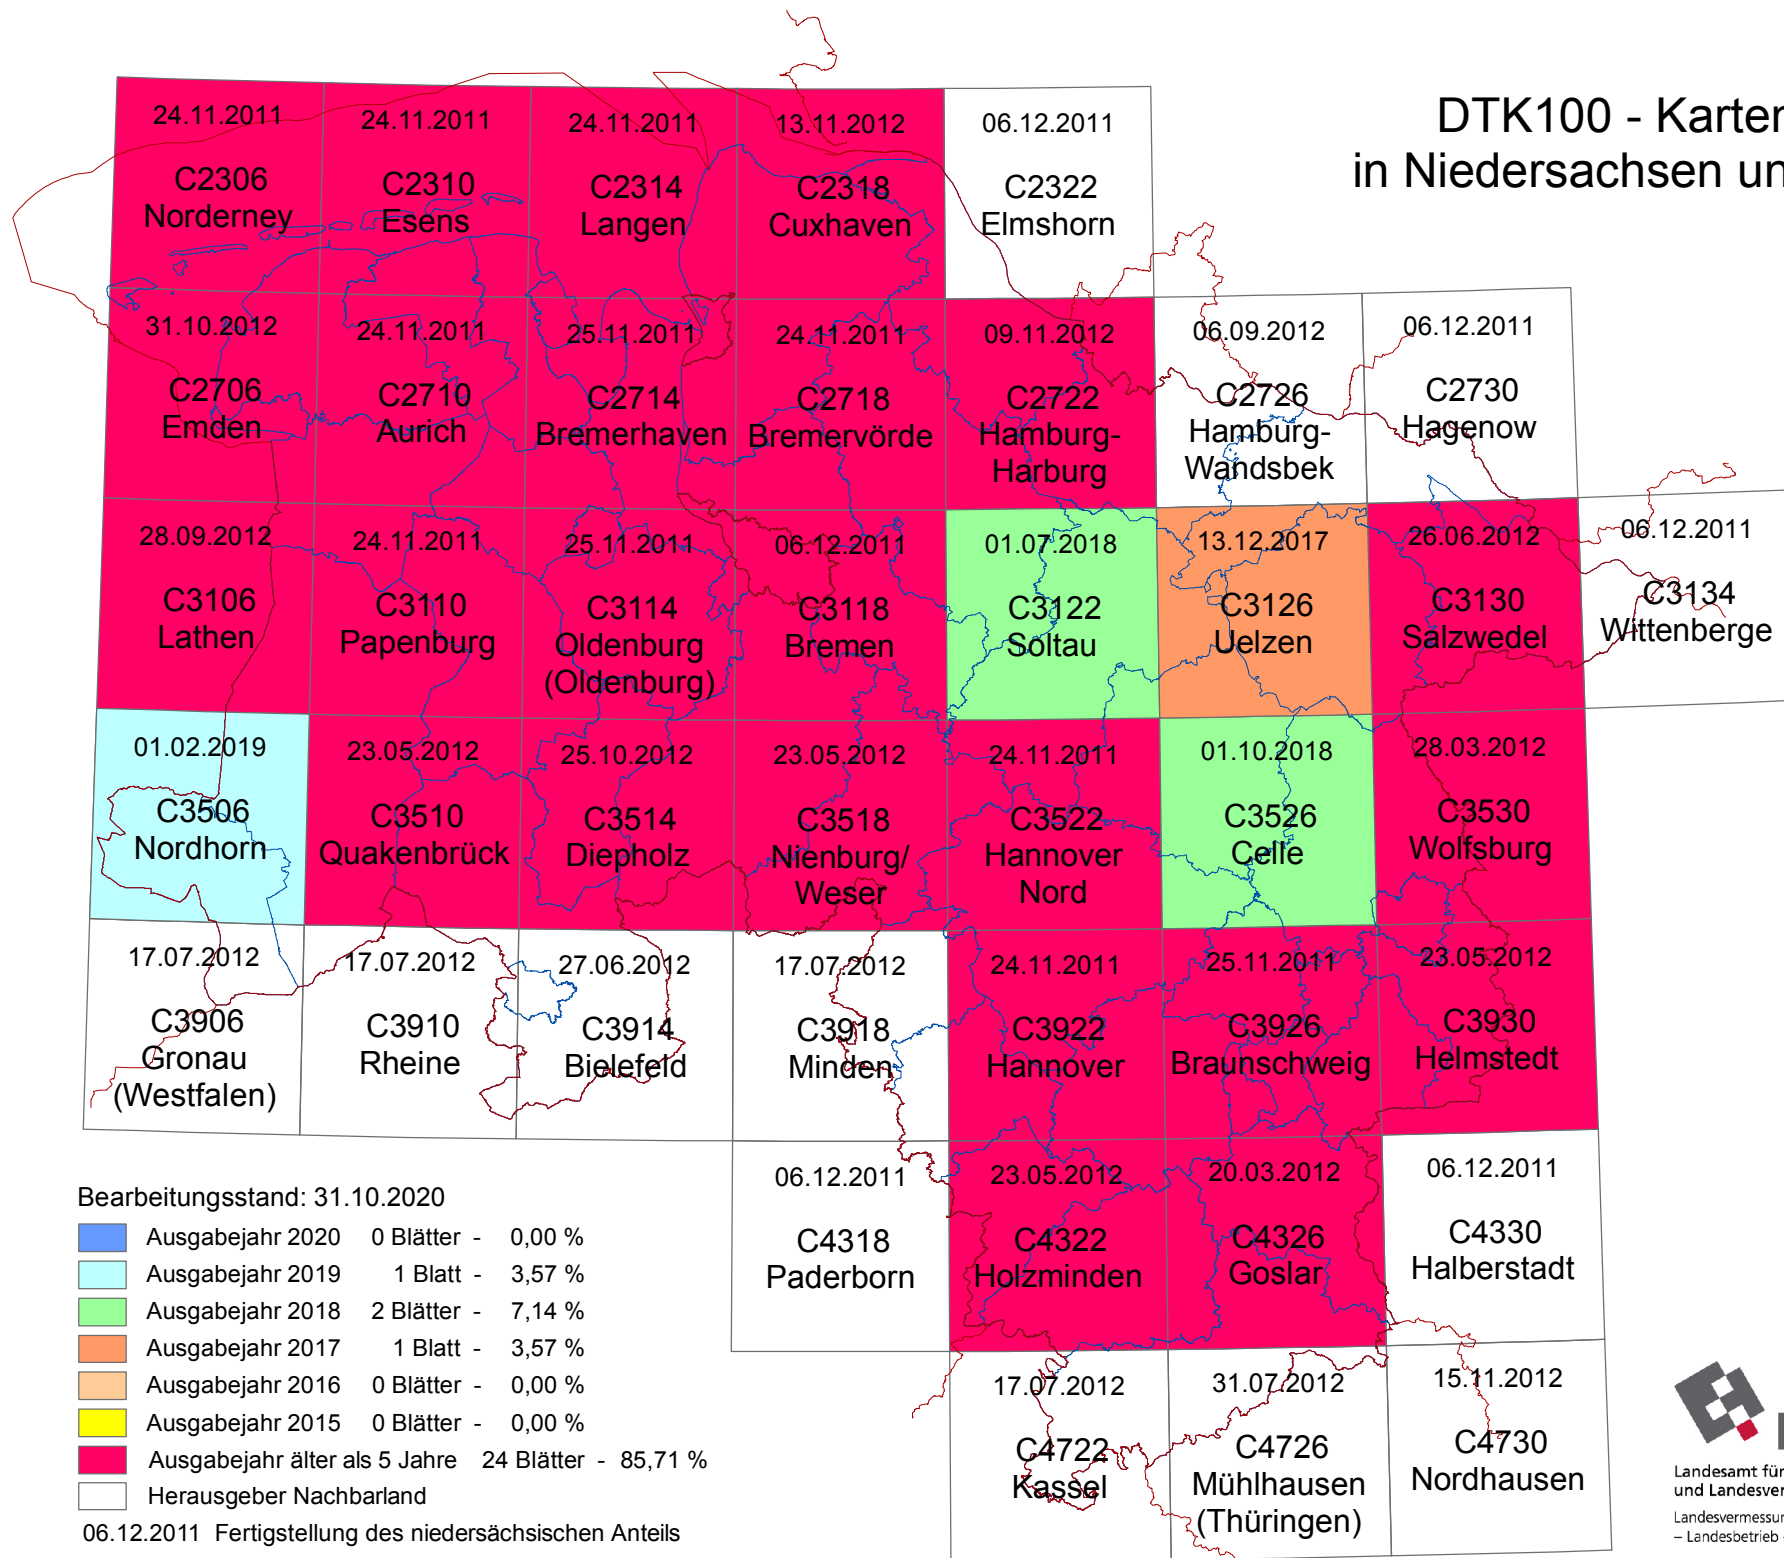 DTK100 - Karten
in Niedersachsen un
24.11.2011
C2306
Norderney
24.11.2011
C2310
Esens
24.11.2011
C2314
Langen
13.11.2012
C2318
Cuxhaven
06.12.2011
C2322
Elmshorn
31.10.2012
C2706
Emden
24.11.2011
C2710
Aurich
25.11.2011
C2714
Bremerhaven
24.11.2011
C2718
Bremervörde
09.11.2012
C2722
Hamburg-
Harburg
06.09.2012
C2726
Hamburg-
Wandsbek
06.12.2011
C2730
Hagenow
28.09.2012
C3106
Lathen
24.11.2011
C3110
Papenburg
25.11.2011
C3114
Oldenburg
(Oldenburg)
06.12.2011
C3118
Bremen
01.07.2018
C3122
Soltau
13.12.2017
C3126
Uelzen
26.06.2012
C3130
Salzwedel
06.12.2011
C3134
Wittenberge
01.02.2019
C3506
Nordhorn
23.05.2012
C3510
Quakenbrück
25.10.2012
C3514
Diepholz
23.05.2012
C3518
Nienburg/
Weser
24.11.2011
C3522
Hannover
Nord
01.10.2018
C3526
Celle
28.03.2012
C3530
Wolfsburg
17.07.2012
C3906
Gronau
(Westfalen)
17.07.2012
C3910
Rheine
27.06.2012
C3914
Bielefeld
17.07.2012
C3918
Minden
24.11.2011
C3922
Hannover
25.11.2011
C3926
Braunschweig
23.05.2012
C3930
Helmstedt
06.12.2011
C4318
Paderborn
23.05.2012
C4322
Holzminden
20.03.2012
C4326
Goslar
06.12.2011
C4330
Halberstadt
17.07.2012
C4722
Kassel
31.07.2012
C4726
Mühlhausen
(Thüringen)
15.11.2012
C4730
Nordhausen
Bearbeitungsstand: 31.10.2020
Ausgabejahr 2020 0 Blätter - 0,00 %
Ausgabejahr 2019 1 Blatt - 3,57 %
Ausgabejahr 2018 2 Blätter - 7,14 %
Ausgabejahr 2017 1 Blatt - 3,57 %
Ausgabejahr 2016 0 Blätter - 0,00 %
Ausgabejahr 2015 0 Blätter - 0,00 %
Ausgabejahr älter als 5 Jahre 24 Blätter - 85,71 %
Herausgeber Nachbarland
06.12.2011 Fertigstellung des niedersächsischen Anteils
Landesamt für
und Landesver
Landesvermessun
– Landesbetrieb -